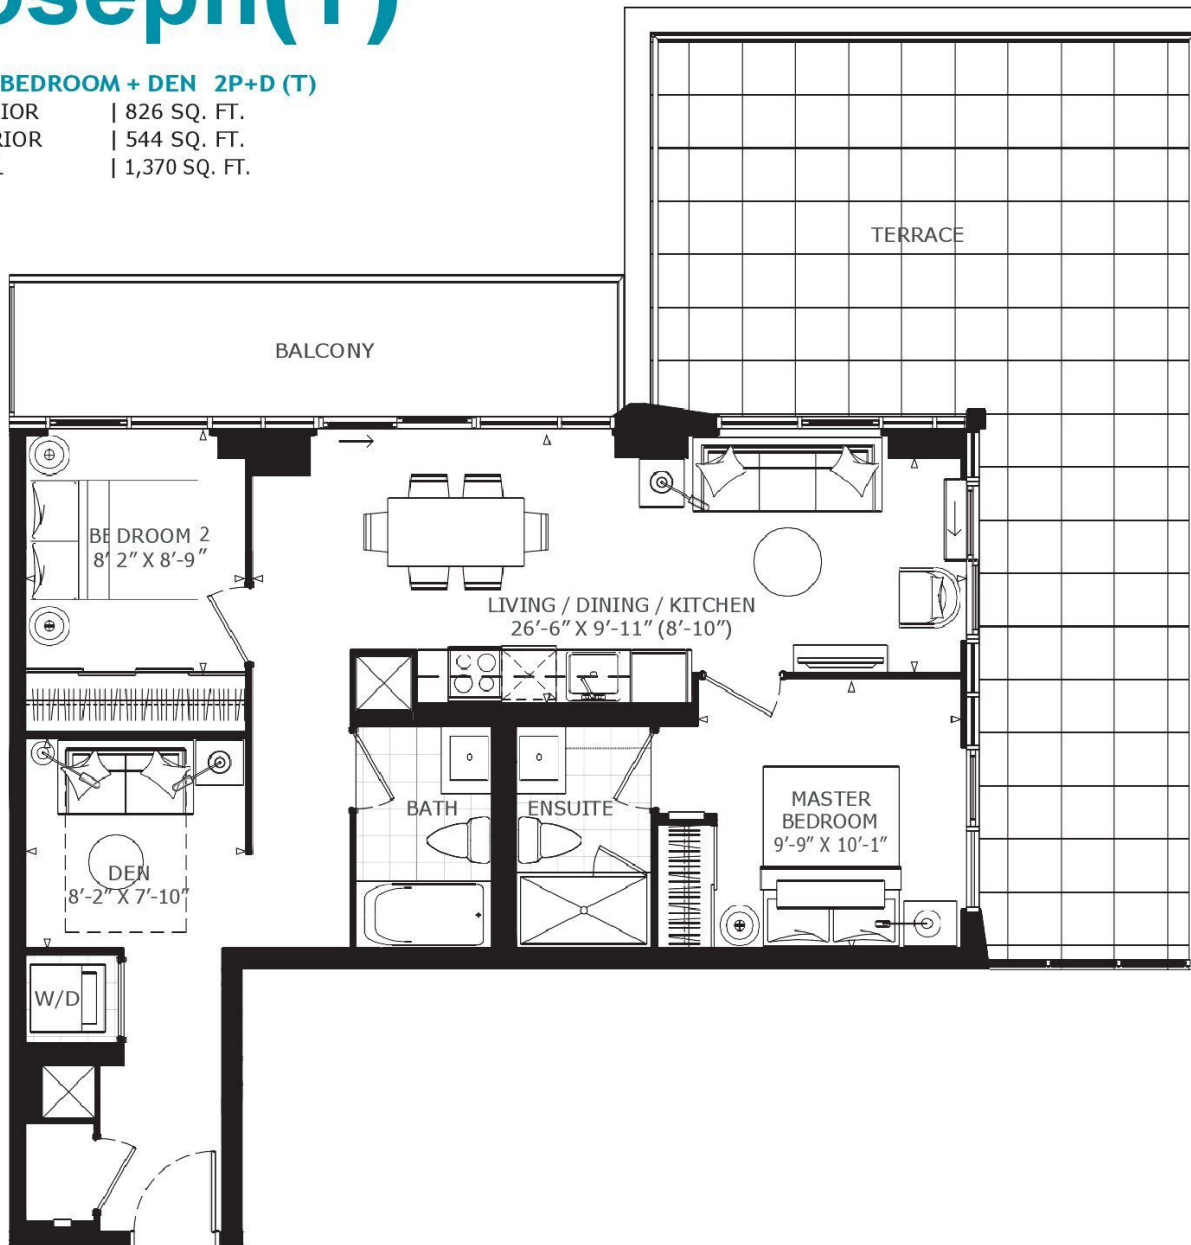 oseph(T)
BEDROOM + DEN 2P+D (T)
IOR | 826 SQ. FT.
RIOR | 544 SQ. FT.
| 1,370 SQ. FT.
TERRACE
BALCONY
BEDROOM 2
8' 2" X 8'-9"
LIVING / DINING / KITCHEN
26'-6" X 9'-11" (8'-10")
BATH
ENSUITE
MASTER
BEDROOM
9'-9" X 10'-1"
DEN
8'-2" X 7'-10"
W/D